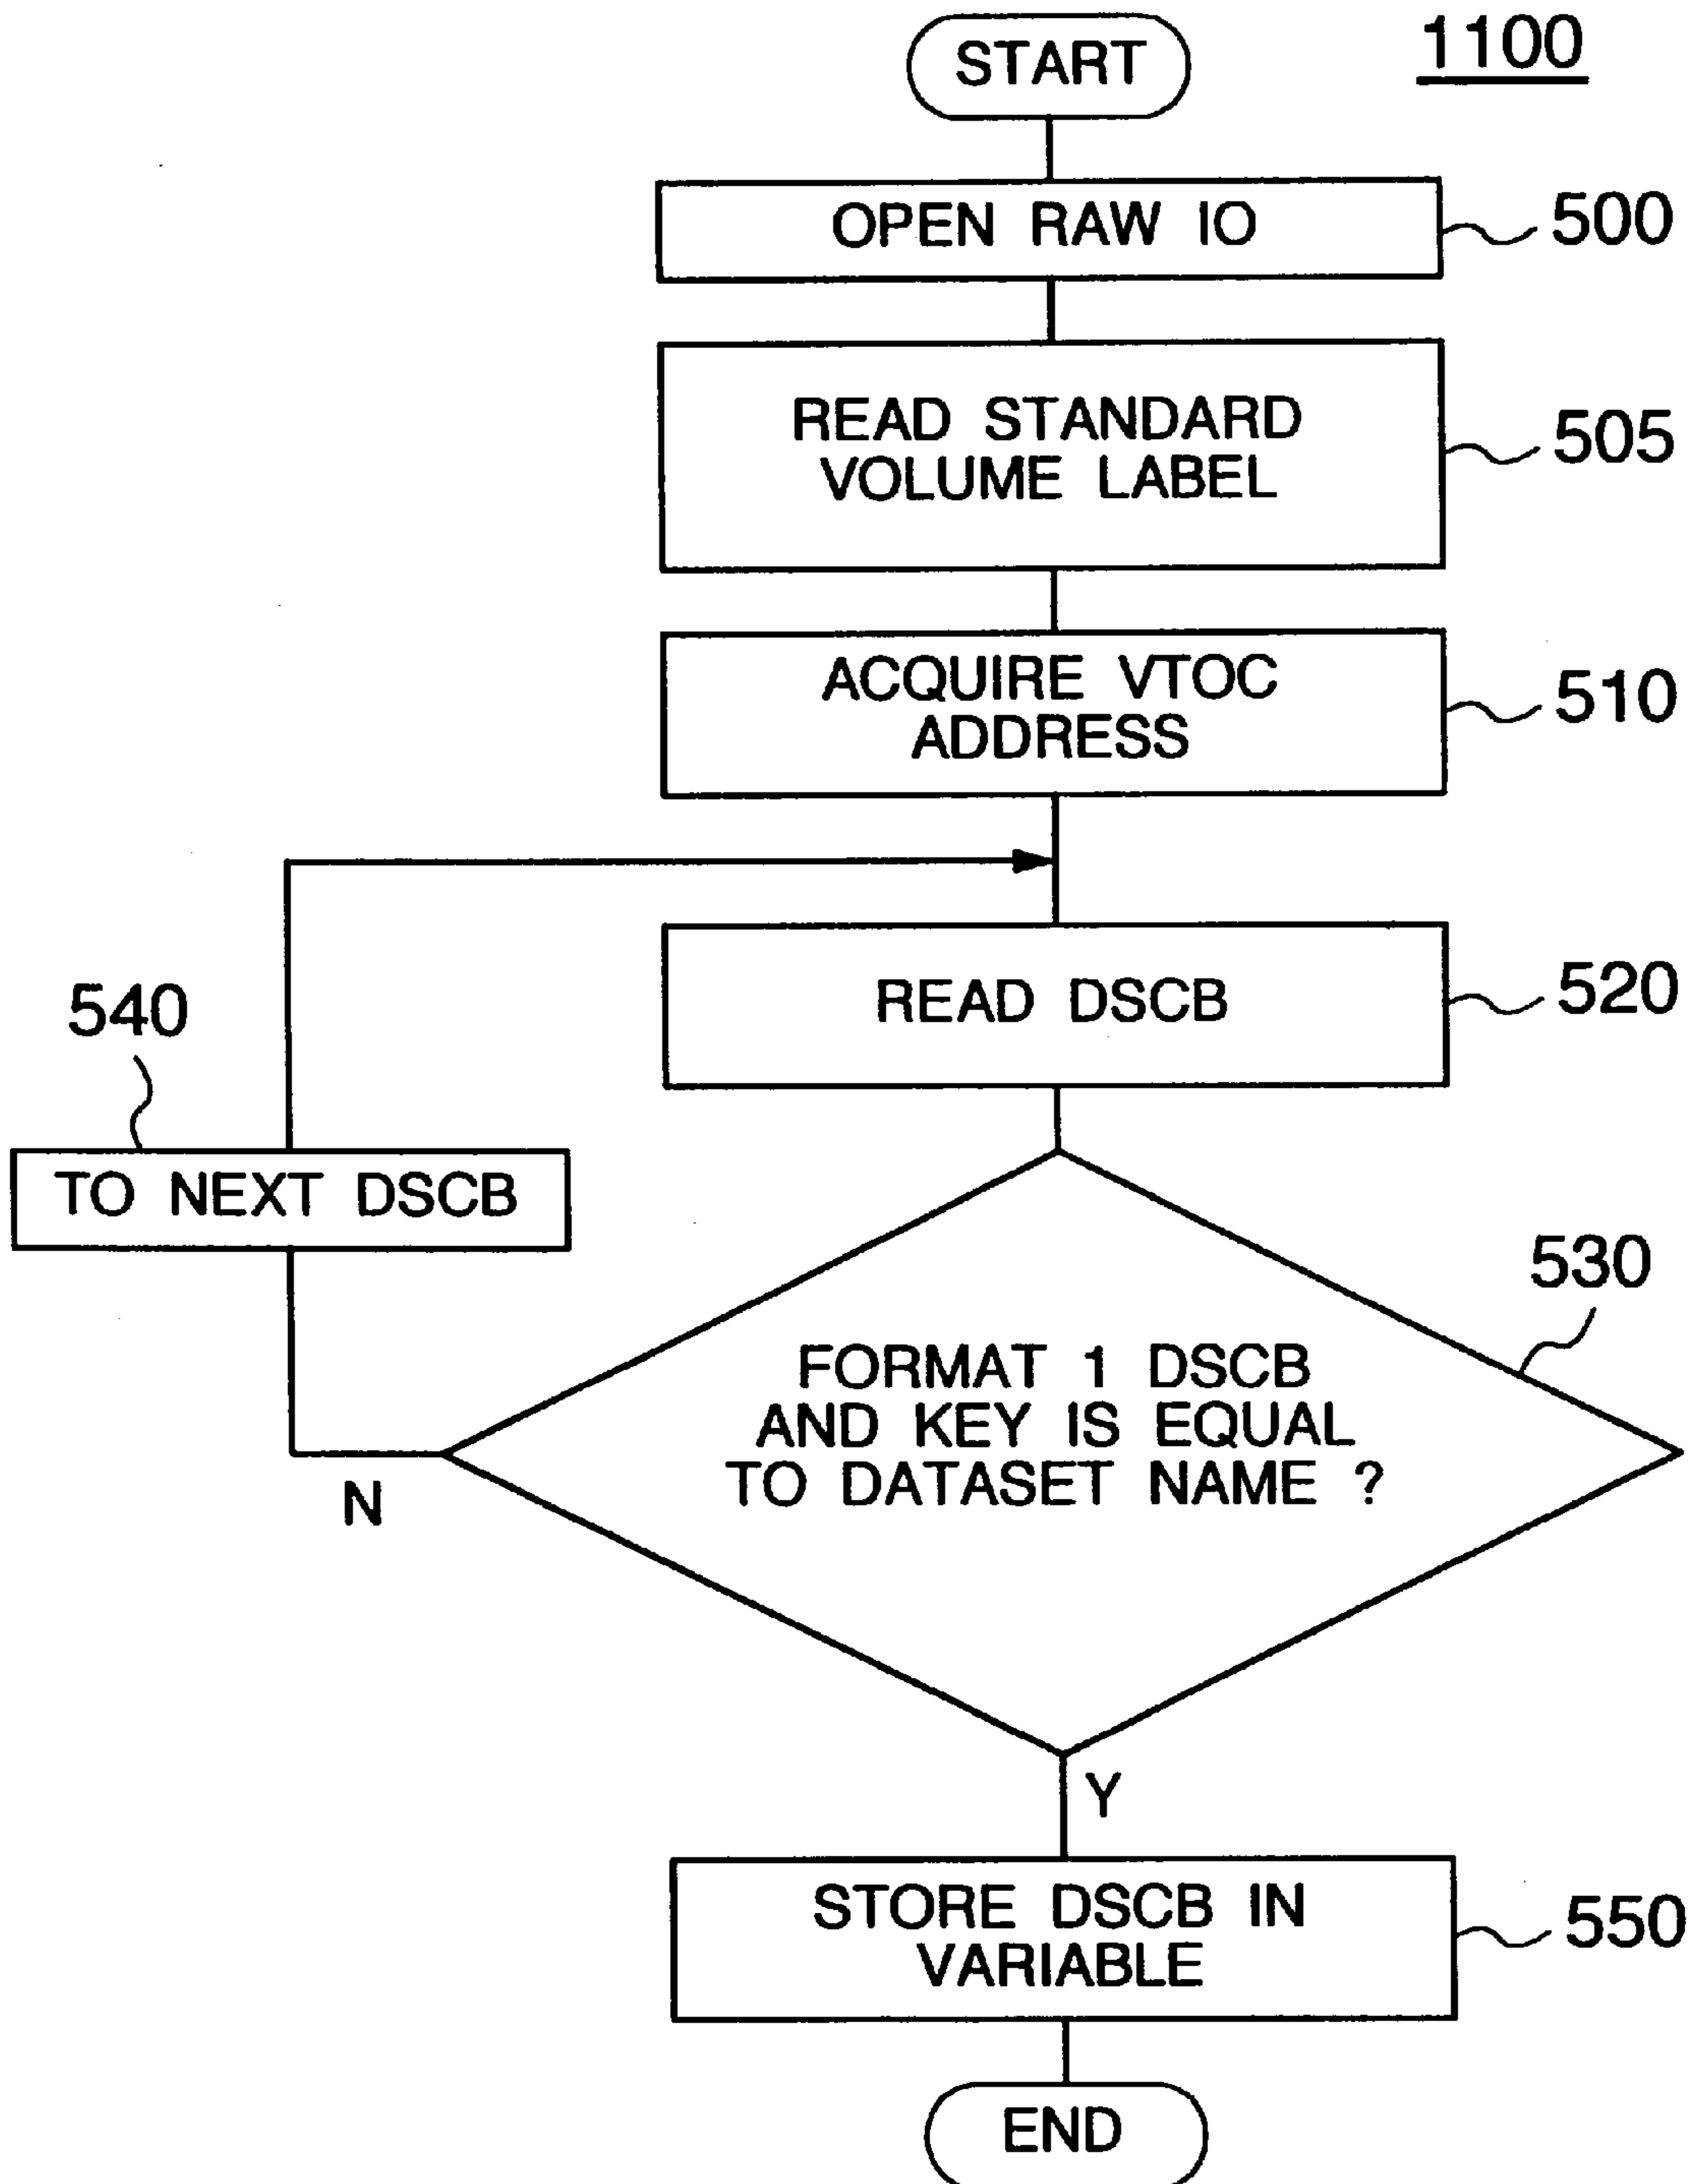 START
1100
OPEN RAW IO
500
READ STANDARD
VOLUME LABEL
505
ACQUIRE VTOC
ADDRESS
510
READ DSCB
520
540
TO NEXT DSCB
530
FORMAT 1 DSCB
AND KEY IS EQUAL
TO DATASET NAME ?
N
Y
STORE DSCB IN
VARIABLE
550
END